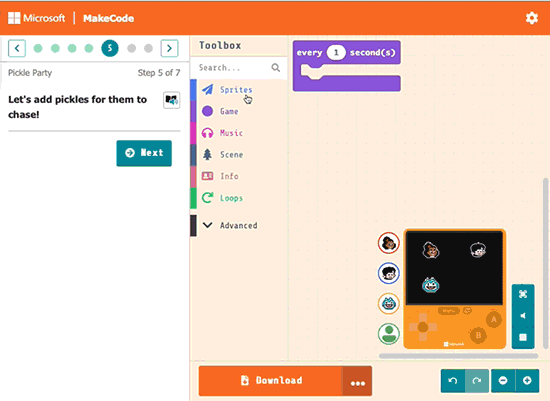 Microsoft | MakeCode
5
Pickle Party
Step 5 of 7
Let's add pickles for them to
chase!
Next
Toolbox
Search...
Sprites
Game
Music
Scene
Info
Loops
Advanced
every 1 second(s)
A
B
Download